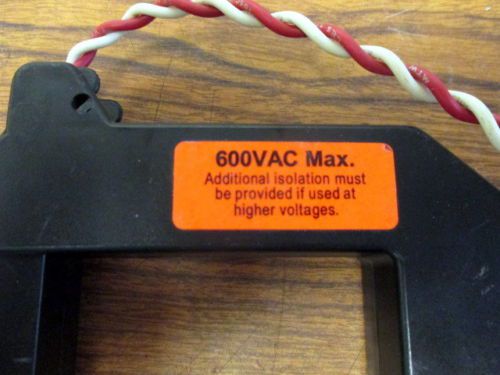 600VAC Max.
Additional isolation must
be provided if used at
higher voltages.